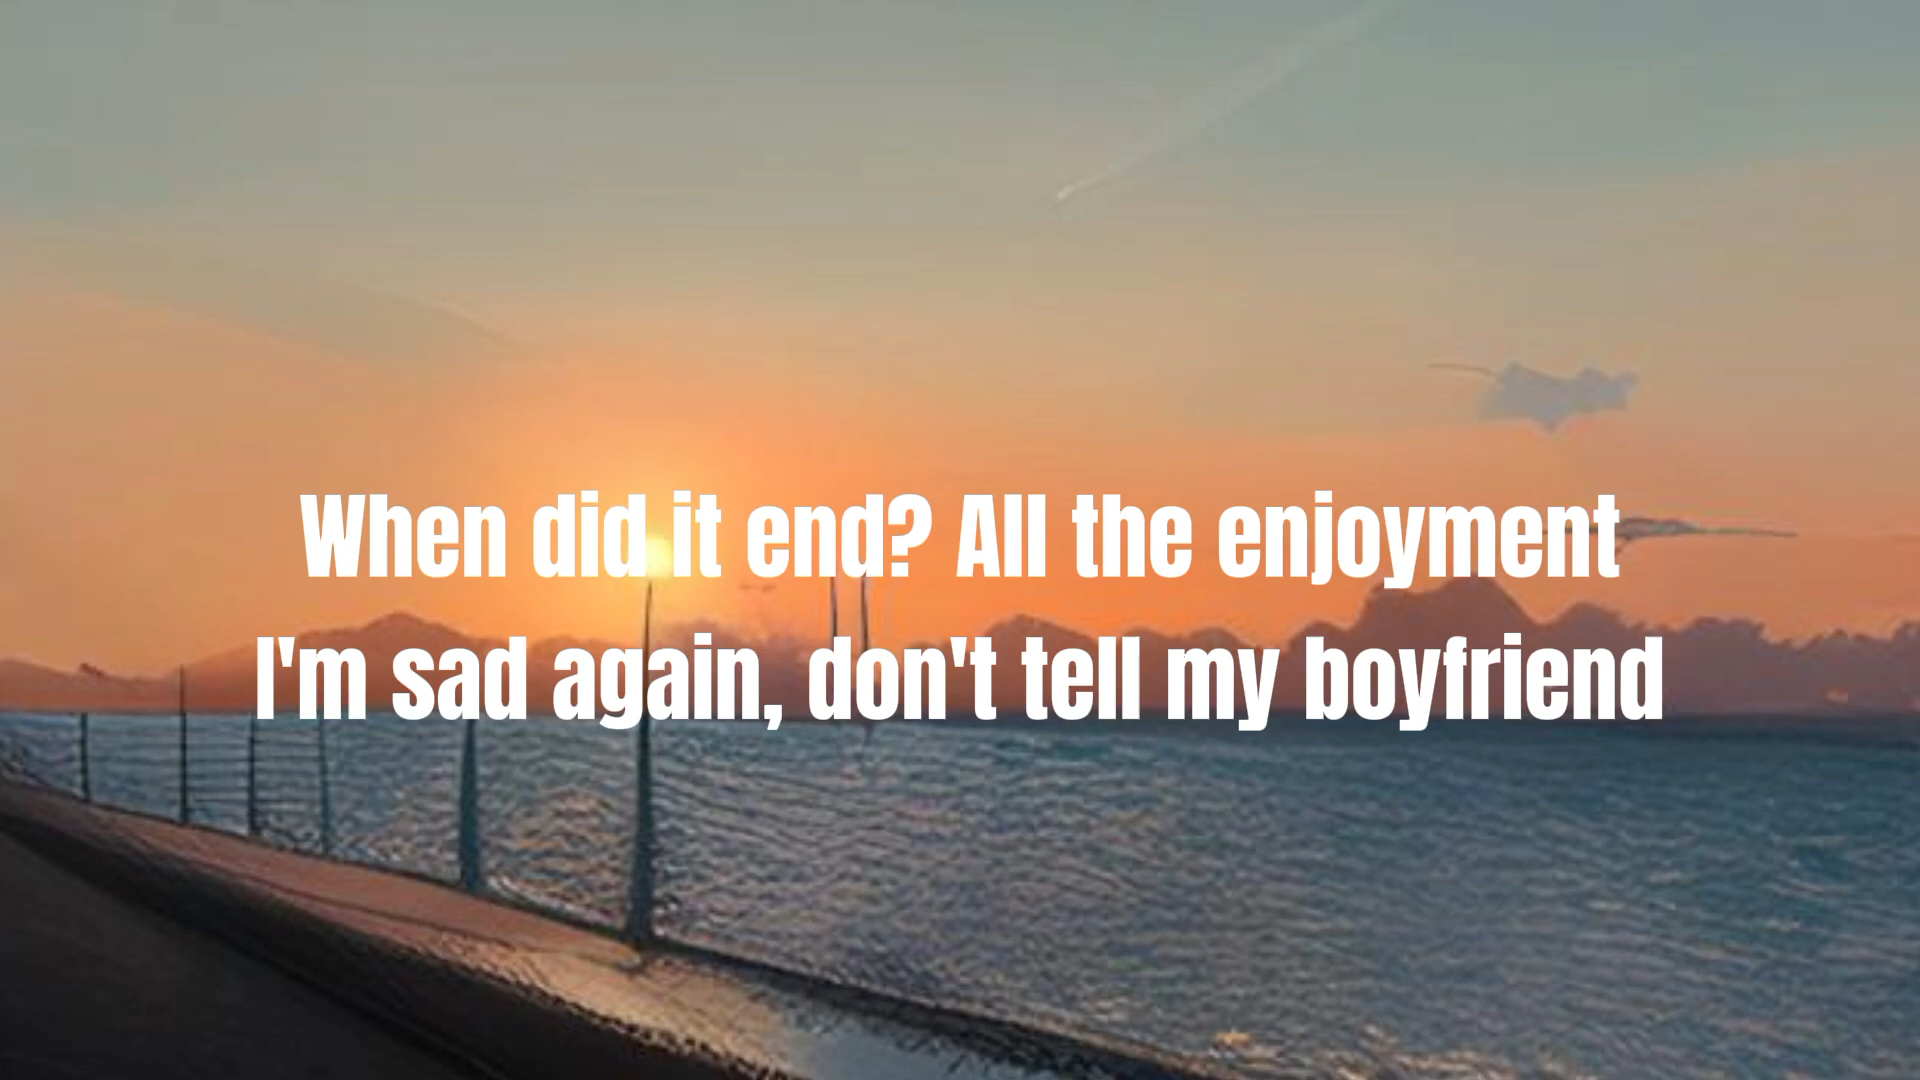 When did it end? All the enjoyment
I'm sad again, don't tell my boyfriend